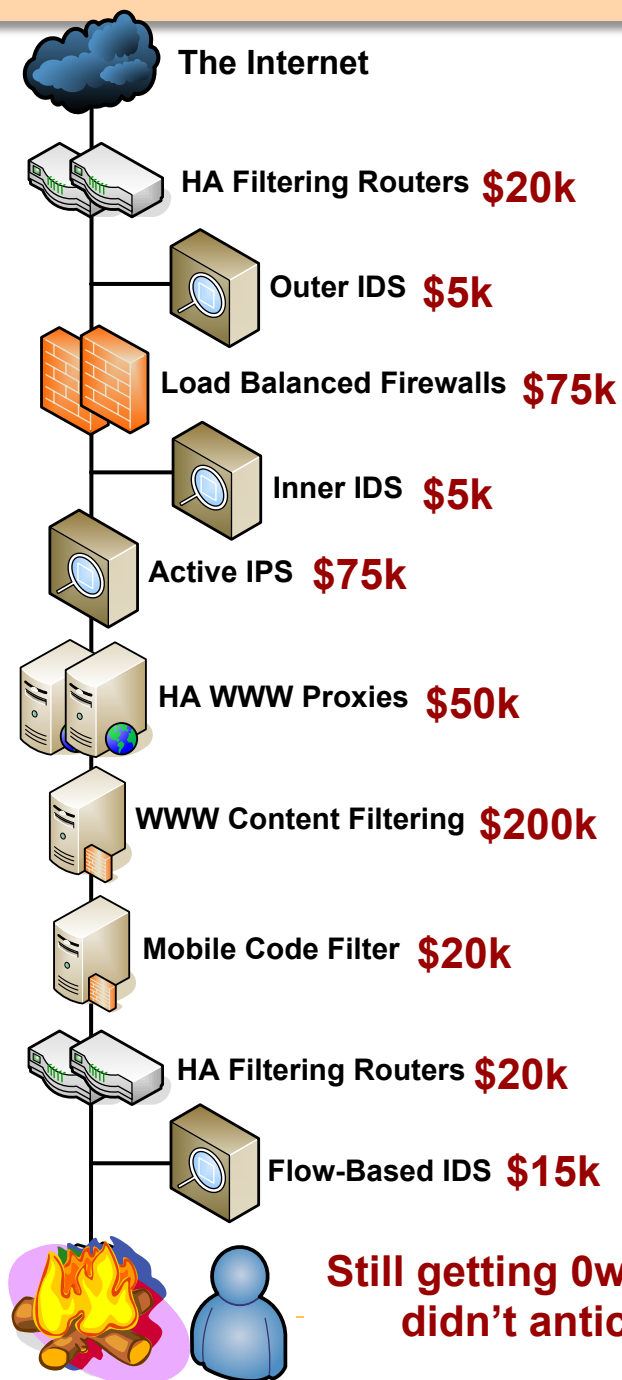 The Internet
HA Filtering Routers $20k
Outer IDS $5k
Load Balanced Firewalls $75k
Inner IDS $5k
Active IPS $75k
HA WWW Proxies $50k
WWW Content Filtering $200k
Mobile Code Filter $20k
HA Filtering Routers $20k
Flow-Based IDS $15k
Still getting
didn't